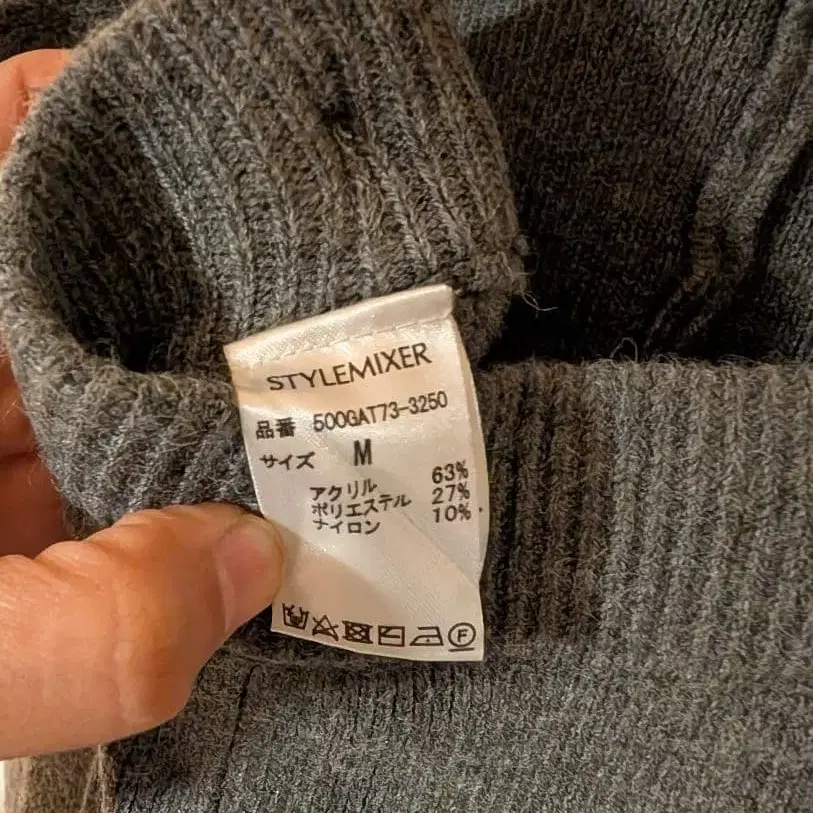 STYLEMIXER
品番 500GAT73-3250
サイズ M
アクリル 63%
ポリエステル 27%
ナイロン 10%
F